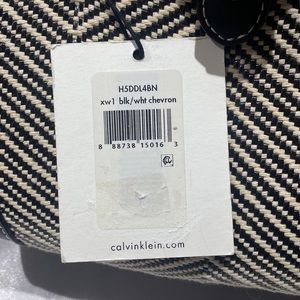 H5DDL4BN
xw1 blk/wht chevron
8 88738 15016 3
calvinklein.com